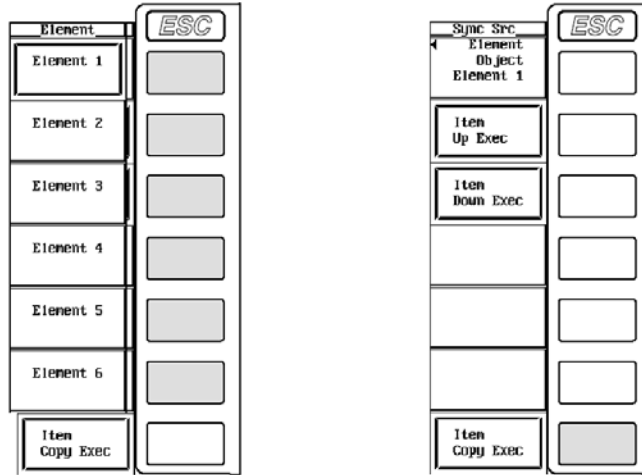 Element
ESC
Element 1
Element 2
Element 3
Element 4
Element 5
Element 6
Item
Copy Exec
Sync Src
ESC
Element
Object
Element 1
Item
Up Exec
Item
Down Exec
Item
Copy Exec